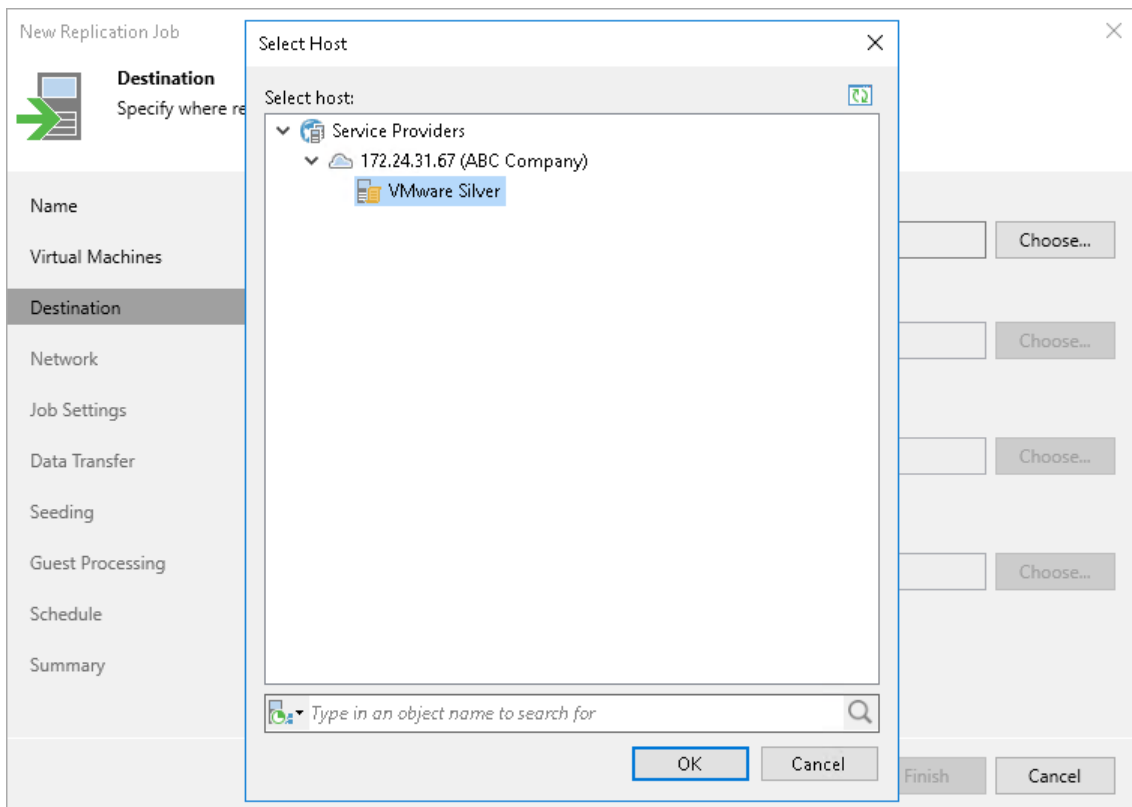 New Replication Job
Destination
Specify where re
Name
Virtual Machines
Destination
Network
Job Settings
Data Transfer
Seeding
Guest Processing
Schedule
Summary
Select Host
Select host:
Service Providers
172.24.31.67 (ABC Company)
VMware Silver
Type in an object name to search for
OK Cancel
Choose...
Choose...
Choose...
Choose...
Finish Cancel